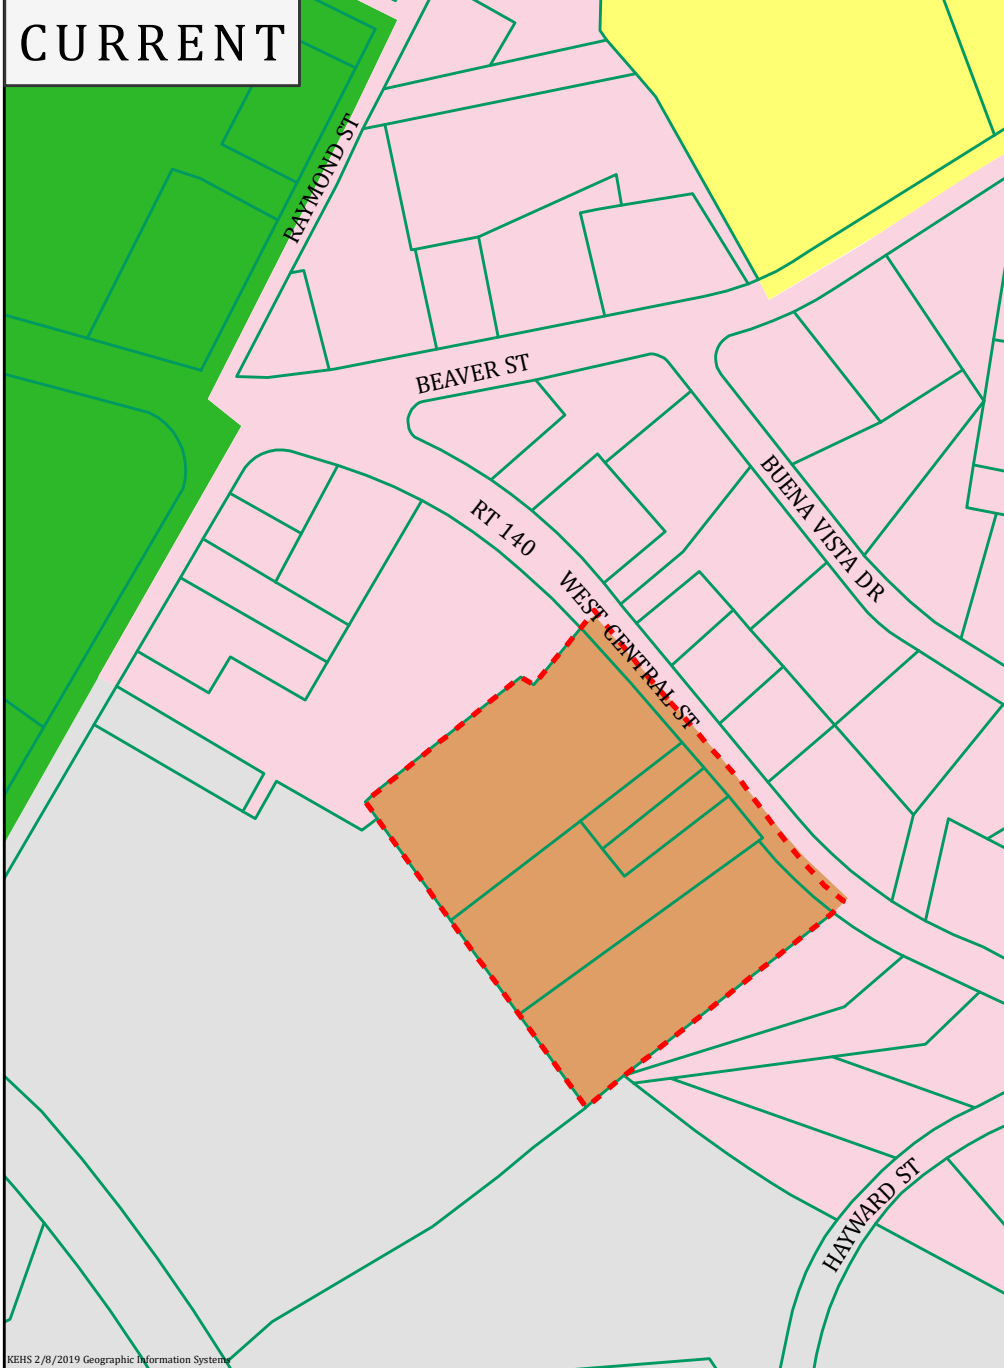 CURRENT
RAYMOND ST
BEAVER ST
RT 140
BUENA VISTA DR
WEST CENTRAL ST
HAYWARD ST
KEHS 2/8/2019 Geographic Information Systems